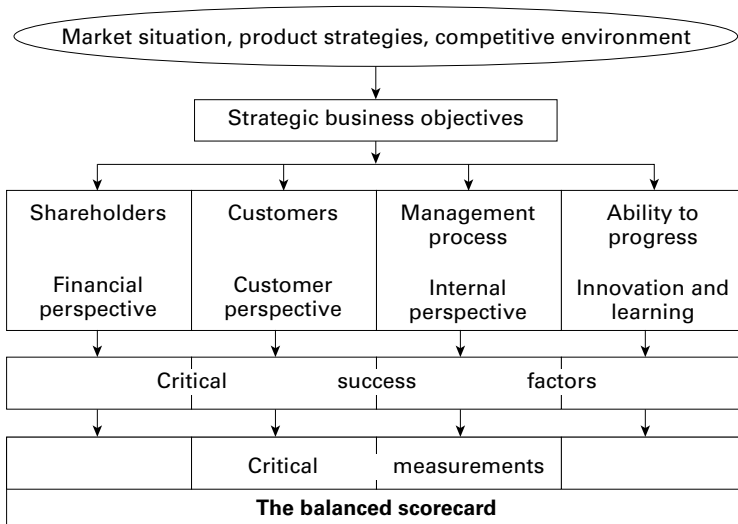 Market situation, product strategies, competitive environment
Strategic business objectives
Shareholders
Financial
perspective
Customers
Customer
perspective
Management
process
Internal
perspective
Ability to
progress
Innovation and
learning
Critical success factors
Critical measurements
The balanced scorecard